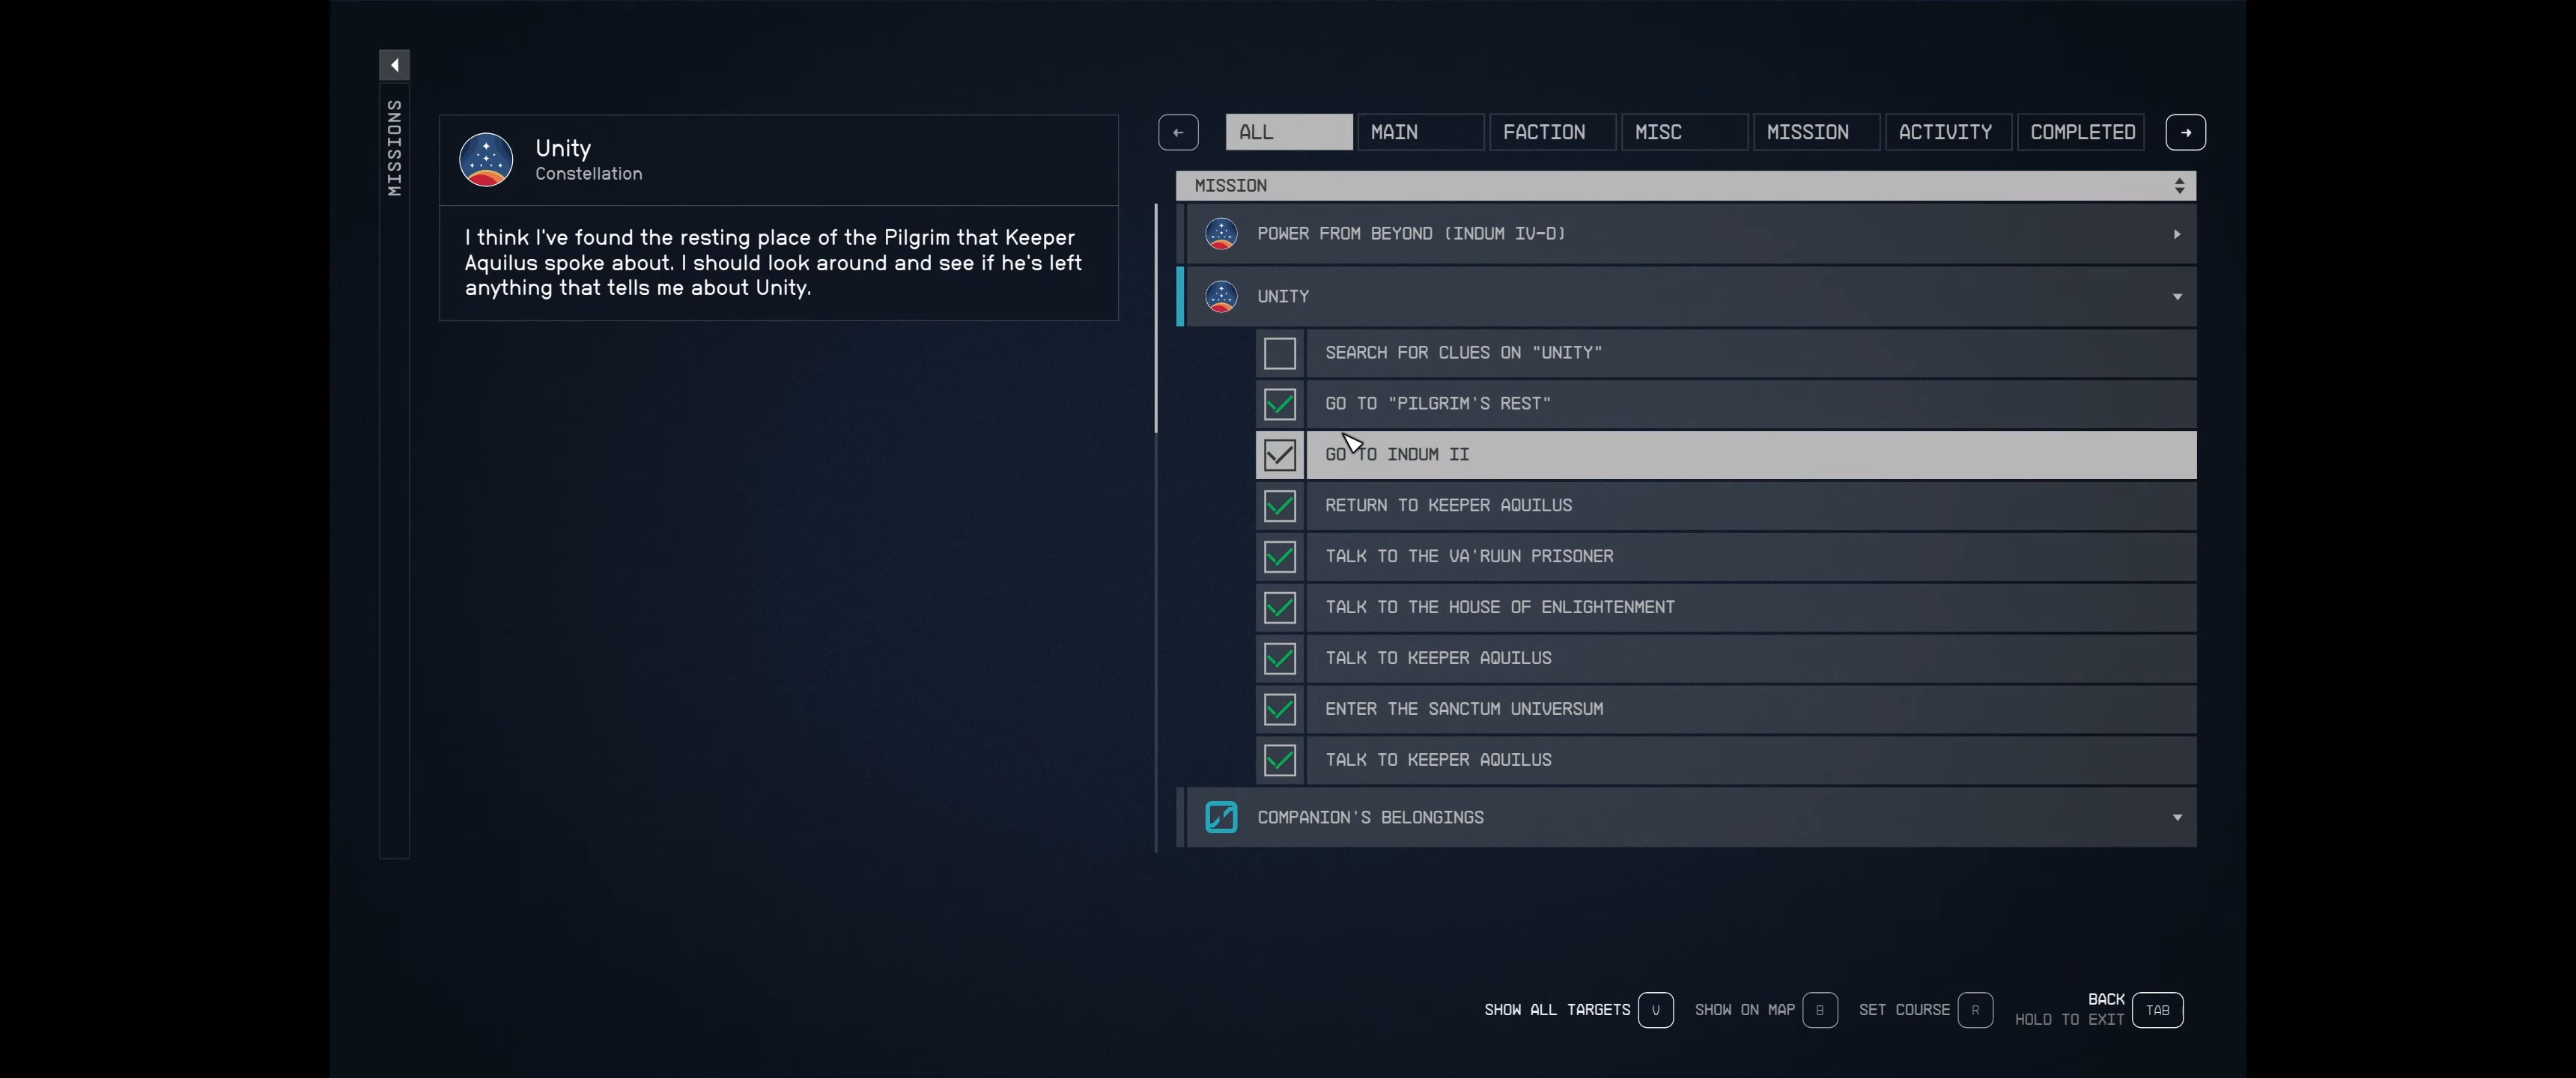 MISSIONS
Unity
Constellation
I think I've found the resting place of the Pilgrim that Keeper
Aquilus spoke about. I should look around and see if he's left
anything that tells me about Unity.
ALL
MAIN
FACTION
MISC
MISSION
ACTIVITY
COMPLETED
MISSION
POWER FROM BEYOND (INDUM IV-D)
UNITY
SEARCH FOR CLUES ON "UNITY"
GO TO "PILGRIM'S REST"
GO TO INDUM II
RETURN TO KEEPER AQUILUS
TALK TO THE VA'RUUN PRISONER
TALK TO THE HOUSE OF ENLIGHTENMENT
TALK TO KEEPER AQUILUS
ENTER THE SANCTUM UNIVERSUM
TALK TO KEEPER AQUILUS
COMPANION'S BELONGINGS
SHOW ALL TARGETS V
SHOW ON MAP B
SET COURSE R
BACK
HOLD TO EXIT
TAB